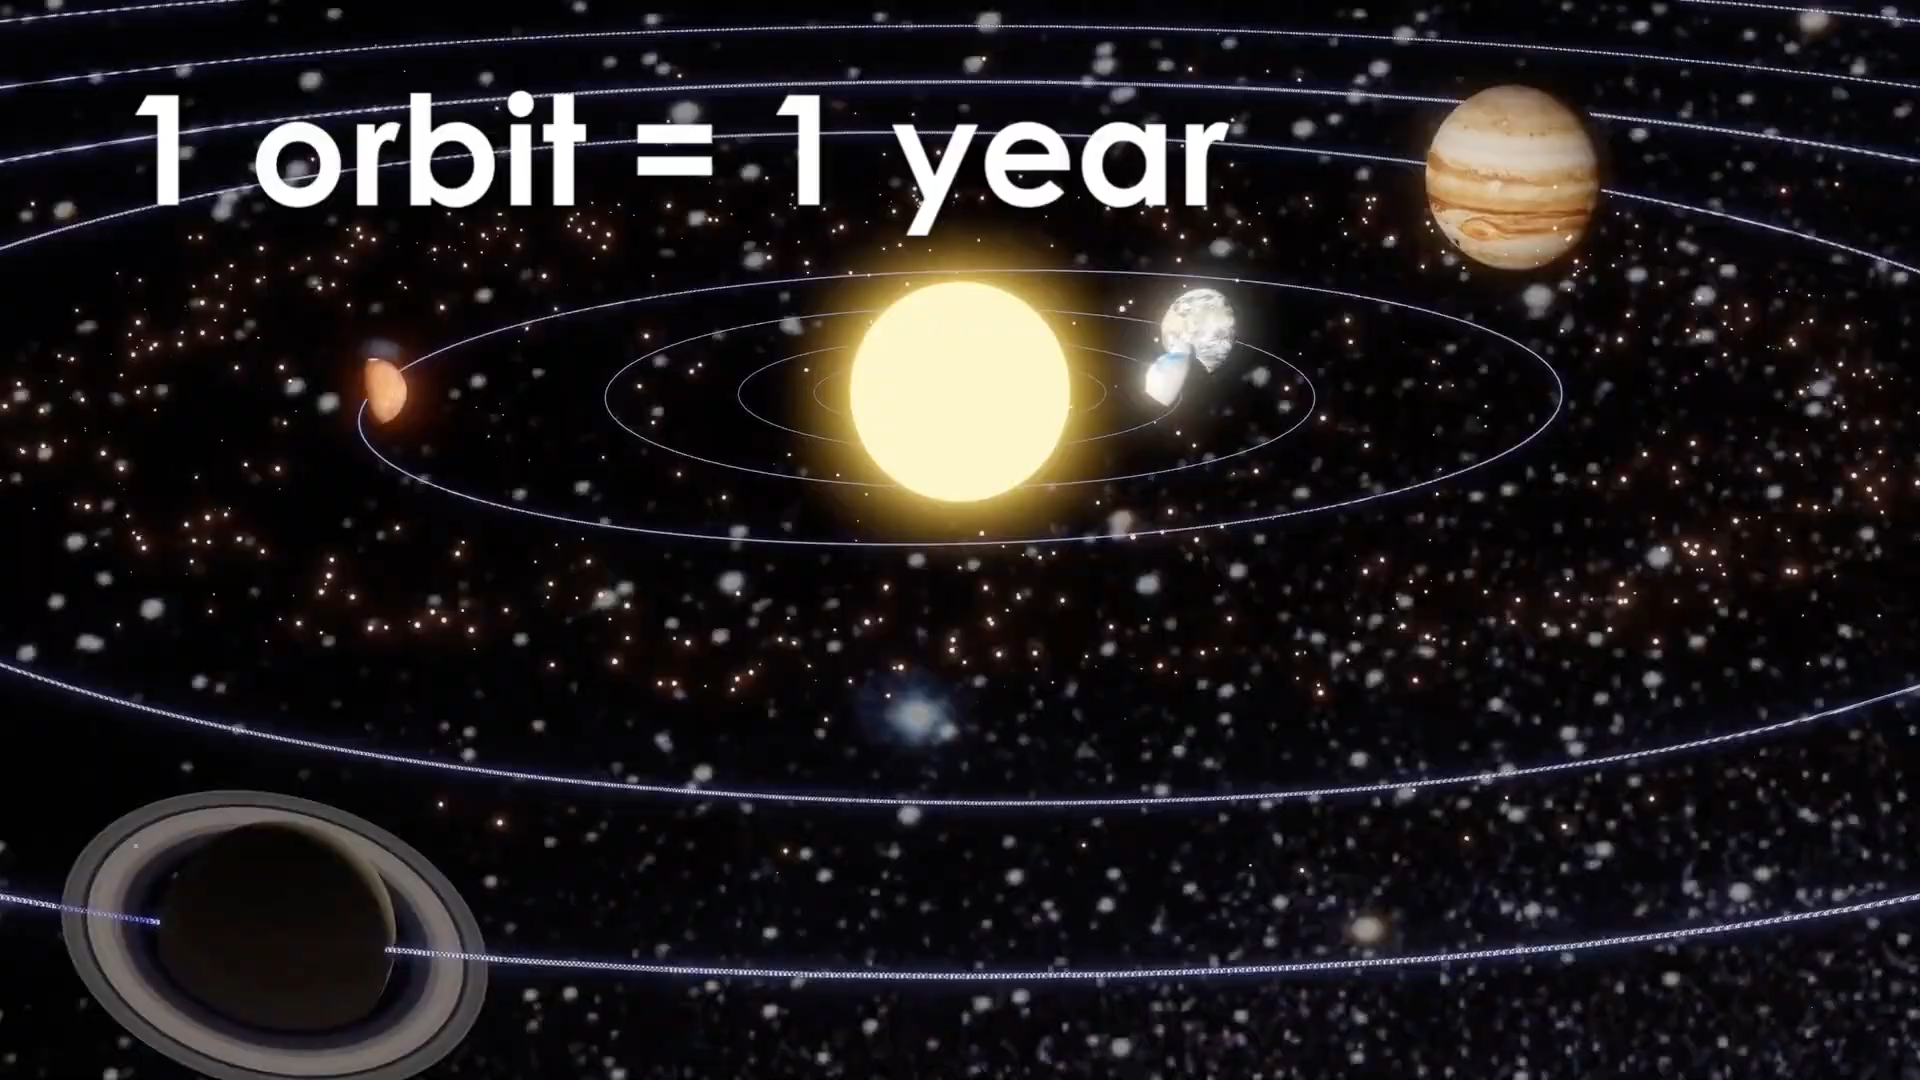 1 orbit = 1 year